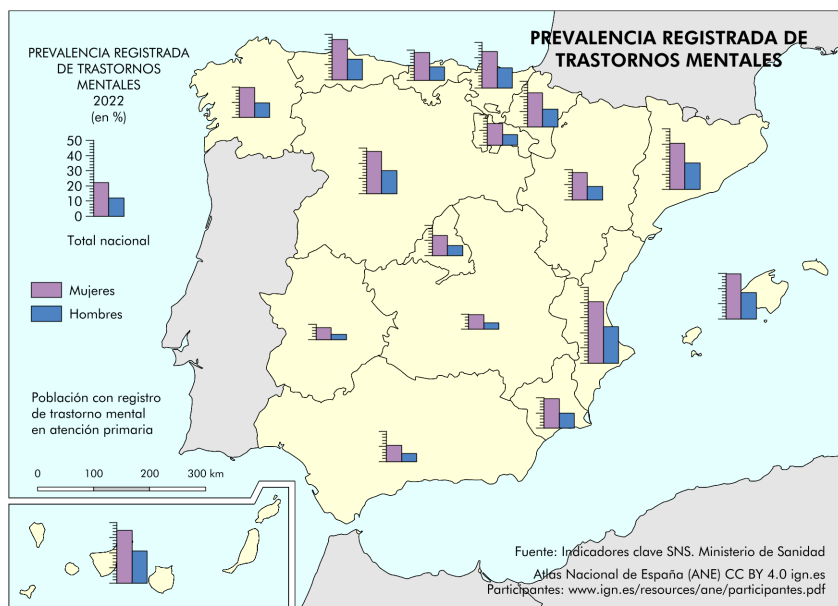 PREVALENCIA REGISTRADA DE
TRASTORNOS MENTALES
PREVALENCIA REGISTRADA
DE TRASTORNOS
MENTALES
2022
(en %)
50
40
30
20
10
0
Total nacional
Mujeres
Hombres
Población con registro
de trastorno mental
en atención primaria
0 100 200 300 km
Fuente: Indicadores clave SNS. Ministerio de Sanidad
Atlas Nacional de España (ANE) CC BY 4.0 ign.es
Participantes: www.ign.es/resources/ane/participantes.pdf